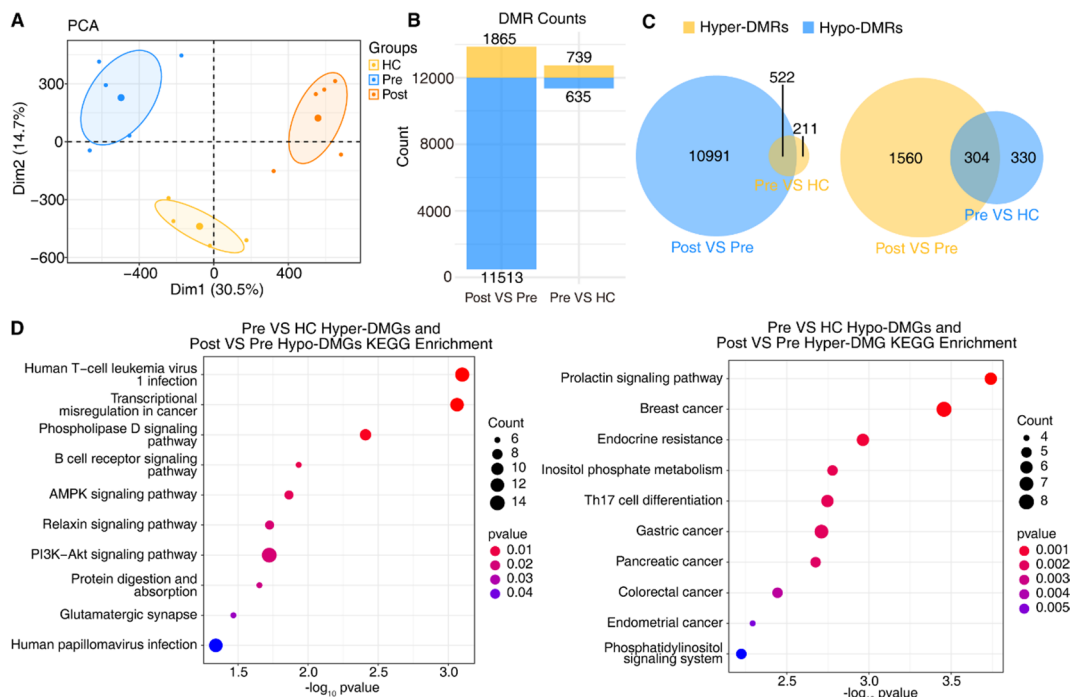 A
PCA
Dim2 (14.7%)
300
0
−300
−600
−400
0
400
Dim1 (30.5%)
Groups
HC
Pre
Post
B
DMR Counts
Count
12000
8000
4000
0
1865
11513
739
635
Post VS Pre
Pre VS HC
C
Hyper-DMRs
Hypo-DMRs
10991
522
211
Pre VS HC
Post VS Pre
1560
304
330
Pre VS HC
Post VS Pre
D
Pre VS HC Hyper-DMGs and
Post VS Pre Hypo-DMGs KEGG Enrichment
Human T−cell leukemia virus
1 infection
Transcriptional
misregulation in cancer
Phospholipase D signaling
pathway
B cell receptor signaling
pathway
AMPK signaling pathway
Relaxin signaling pathway
PI3K−Akt signaling pathway
Protein digestion and
absorption
Glutamatergic synapse
Human papillomavirus infection
1.5
2.0
2.5
3.0
-log10 pvalue
Count
6
8
10
12
14
pvalue
0.01
0.02
0.03
0.04
Pre VS HC Hypo-DMGs and
Post VS Pre Hyper-DMG KEGG Enrichment
Prolactin signaling pathway
Breast cancer
Endocrine resistance
Inositol phosphate metabolism
Th17 cell differentiation
Gastric cancer
Pancreatic cancer
Colorectal cancer
Endometrial cancer
Phosphatidylinositol
signaling system
2.5
3.0
3.5
Count
4
5
6
7
8
pvalue
0.001
0.002
0.003
0.004
0.005